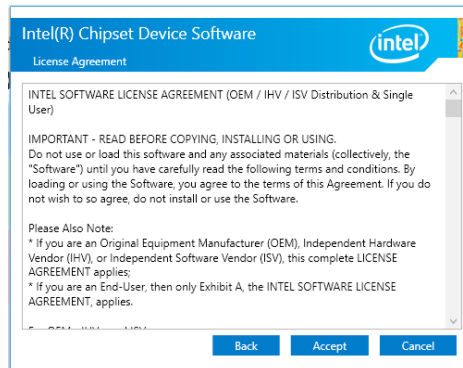 Intel(R) Chipset Device Software
License Agreement
intel
INTEL SOFTWARE LICENSE AGREEMENT (OEM / IHV / ISV Distribution & Single
User)
IMPORTANT - READ BEFORE COPYING, INSTALLING OR USING.
Do not use or load this software and any associated materials (collectively, the
"Software") until you have carefully read the following terms and conditions. By
loading or using the Software, you agree to the terms of this Agreement. If you do
not wish to so agree, do not install or use the Software.
Please Also Note:
* If you are an Original Equipment Manufacturer (OEM), Independent Hardware
Vendor (IHV), or Independent Software Vendor (ISV), this complete LICENSE
AGREEMENT applies;
* If you are an End-User, then only Exhibit A, the INTEL SOFTWARE LICENSE
AGREEMENT, applies.
Back Accept Cancel